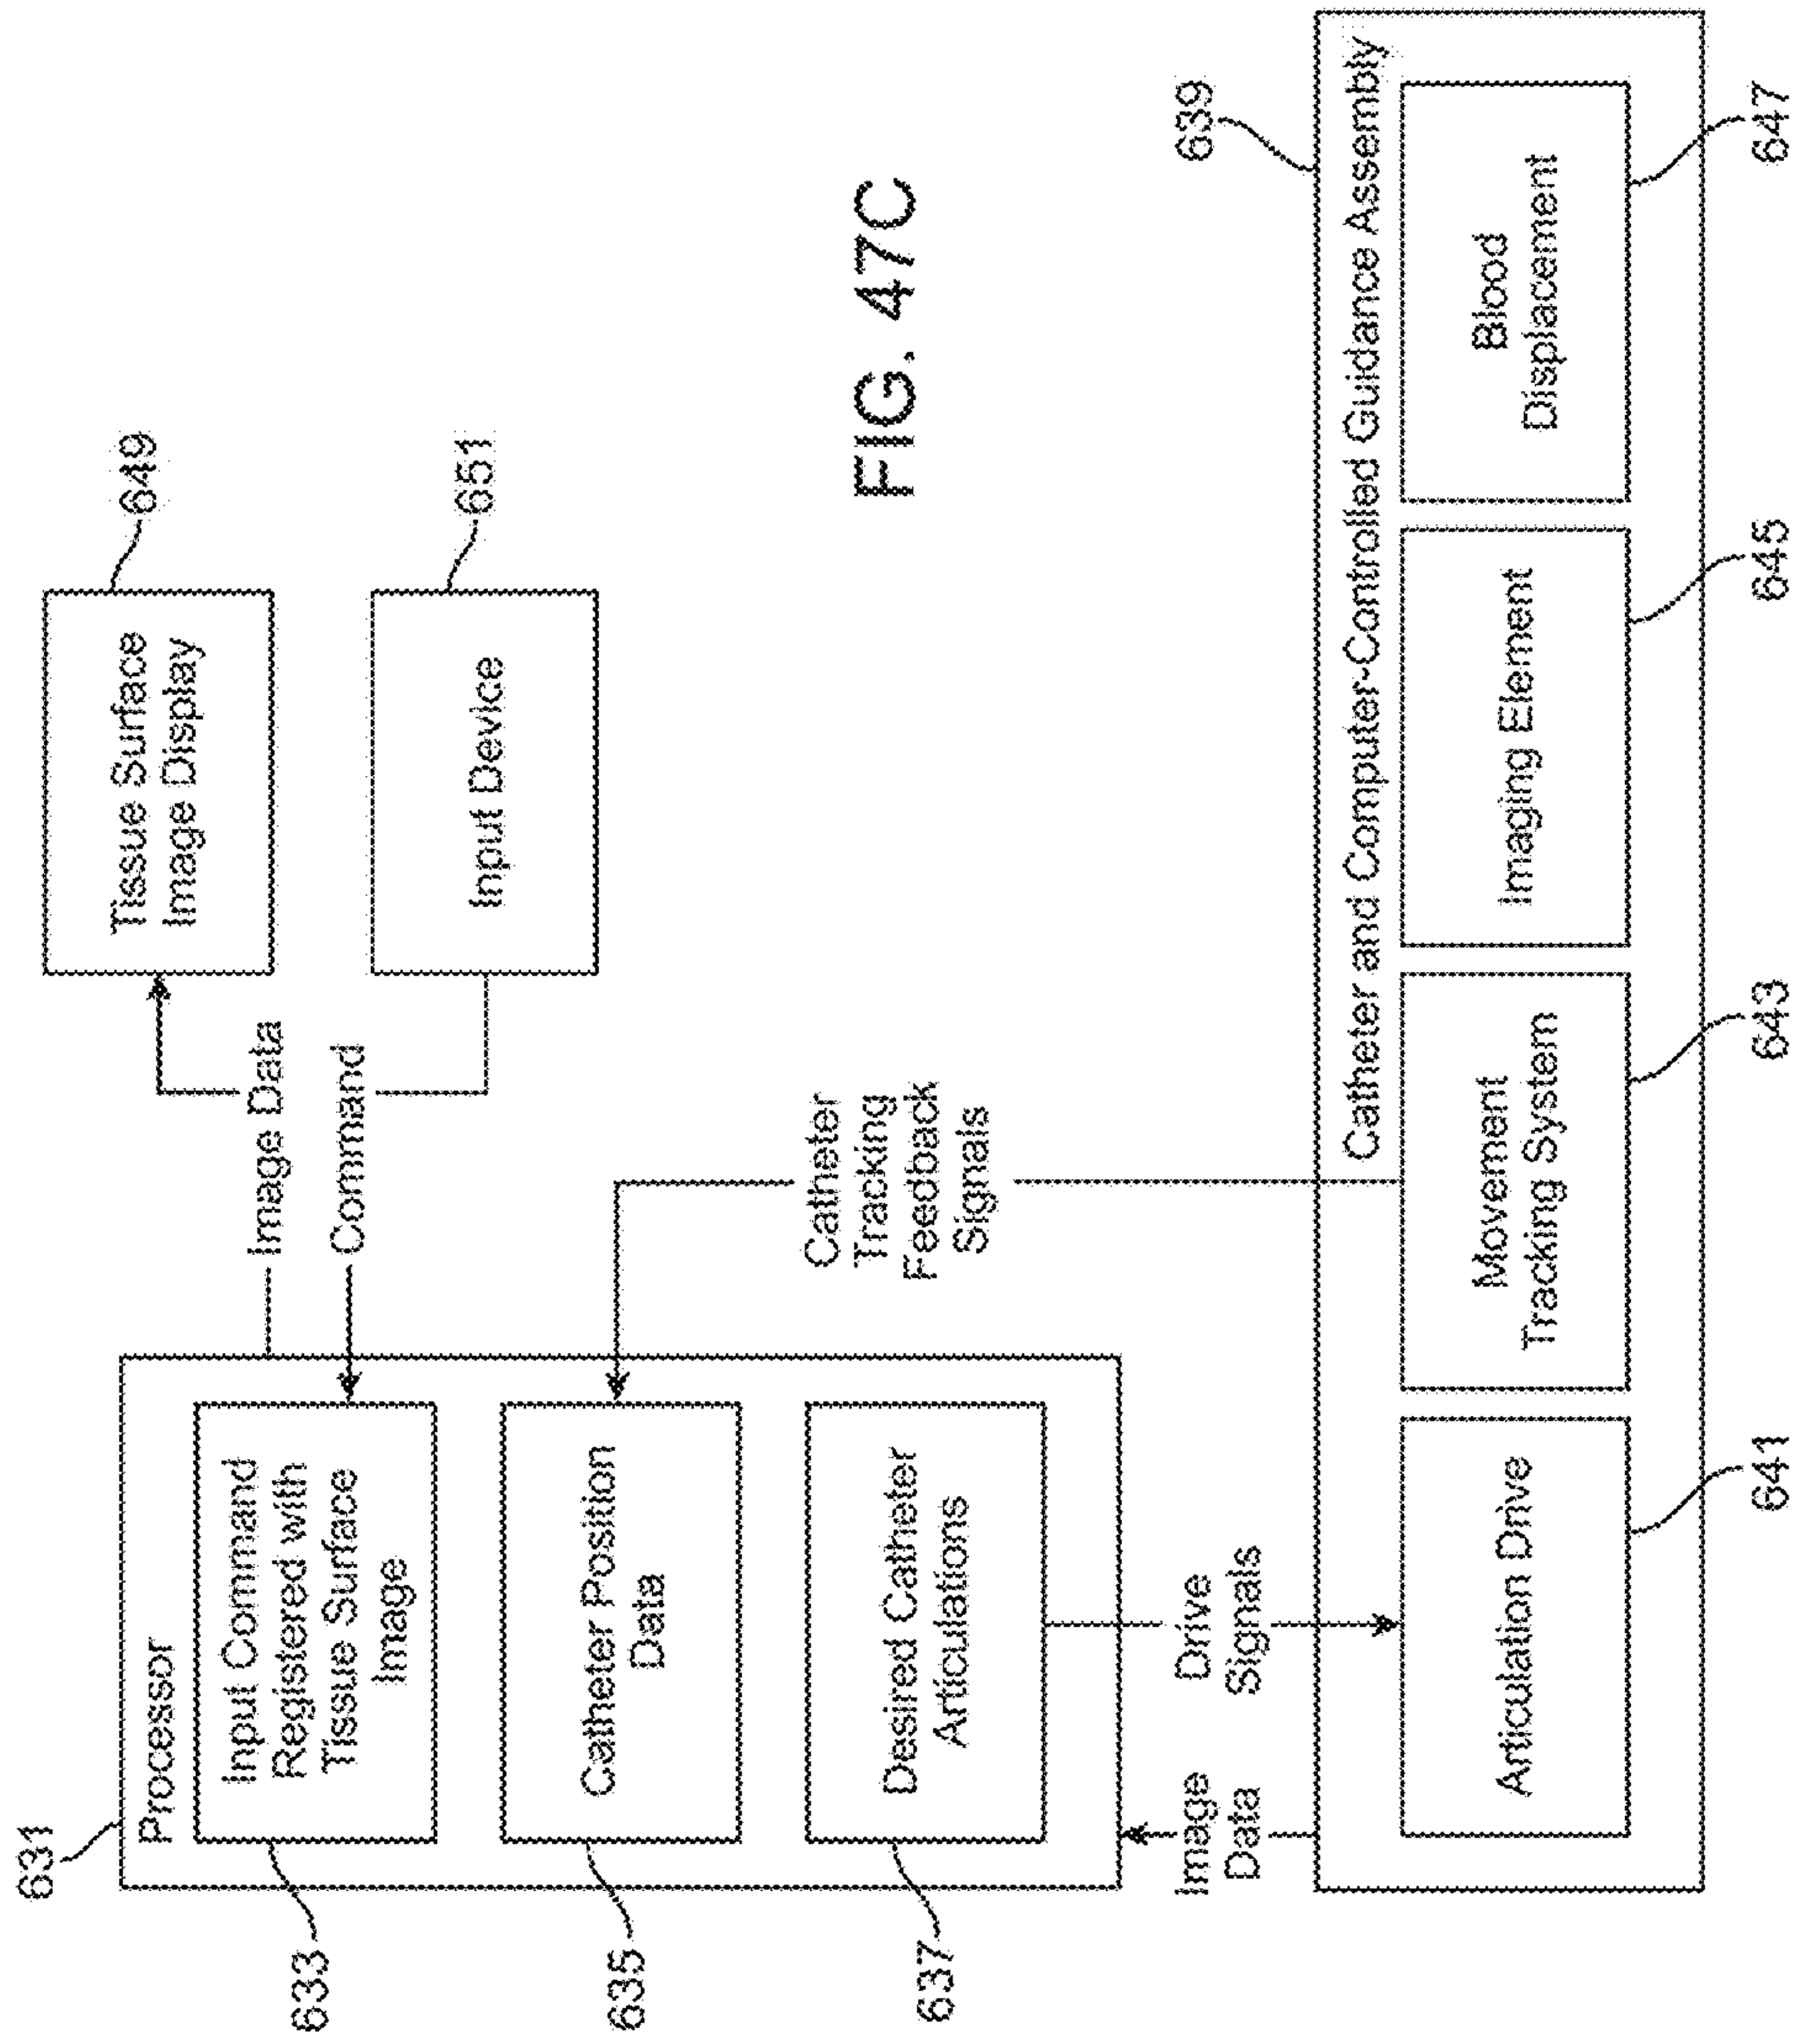 631
Processor
633
Input Command
Registered with
Tissue Surface
Image
635
Catheter Position
Data
637
Desired Catheter
Articulations
Image Data
Command
649
Tissue Surface
Image Display
651
Input Device
Catheter
Tracking
Feedback
Signals
Image
Data
Drive
Signals
FIG. 47C
639
Catheter and Computer-Controlled Guidance Assembly
Articulation Drive
Movement
Tracking System
Imaging Element
Blood
Displacement
641
643
645
647